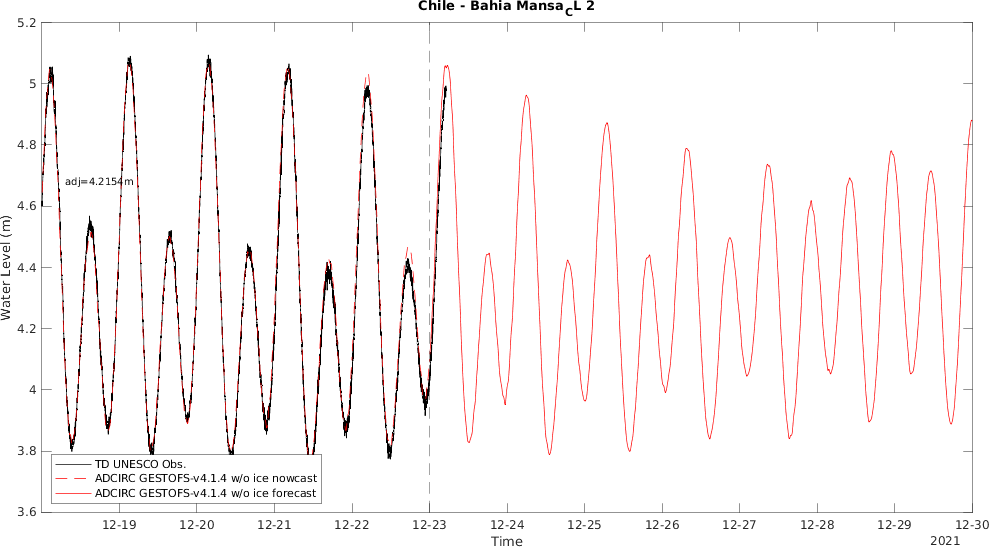 Chile - Bahia Mansa_CL 2
5.2
5
4.8
4.6
4.4
4.2
4
3.8
3.6
Water Level (m)
adj=4.2154m
TD UNESCO Obs.
ADCIRC GESTOFS-v4.1.4 w/o ice nowcast
ADCIRC GESTOFS-v4.1.4 w/o ice forecast
12-19 12-20 12-21 12-22 12-23 12-24 12-25 12-26 12-27 12-28 12-29 12-30
Time
2021